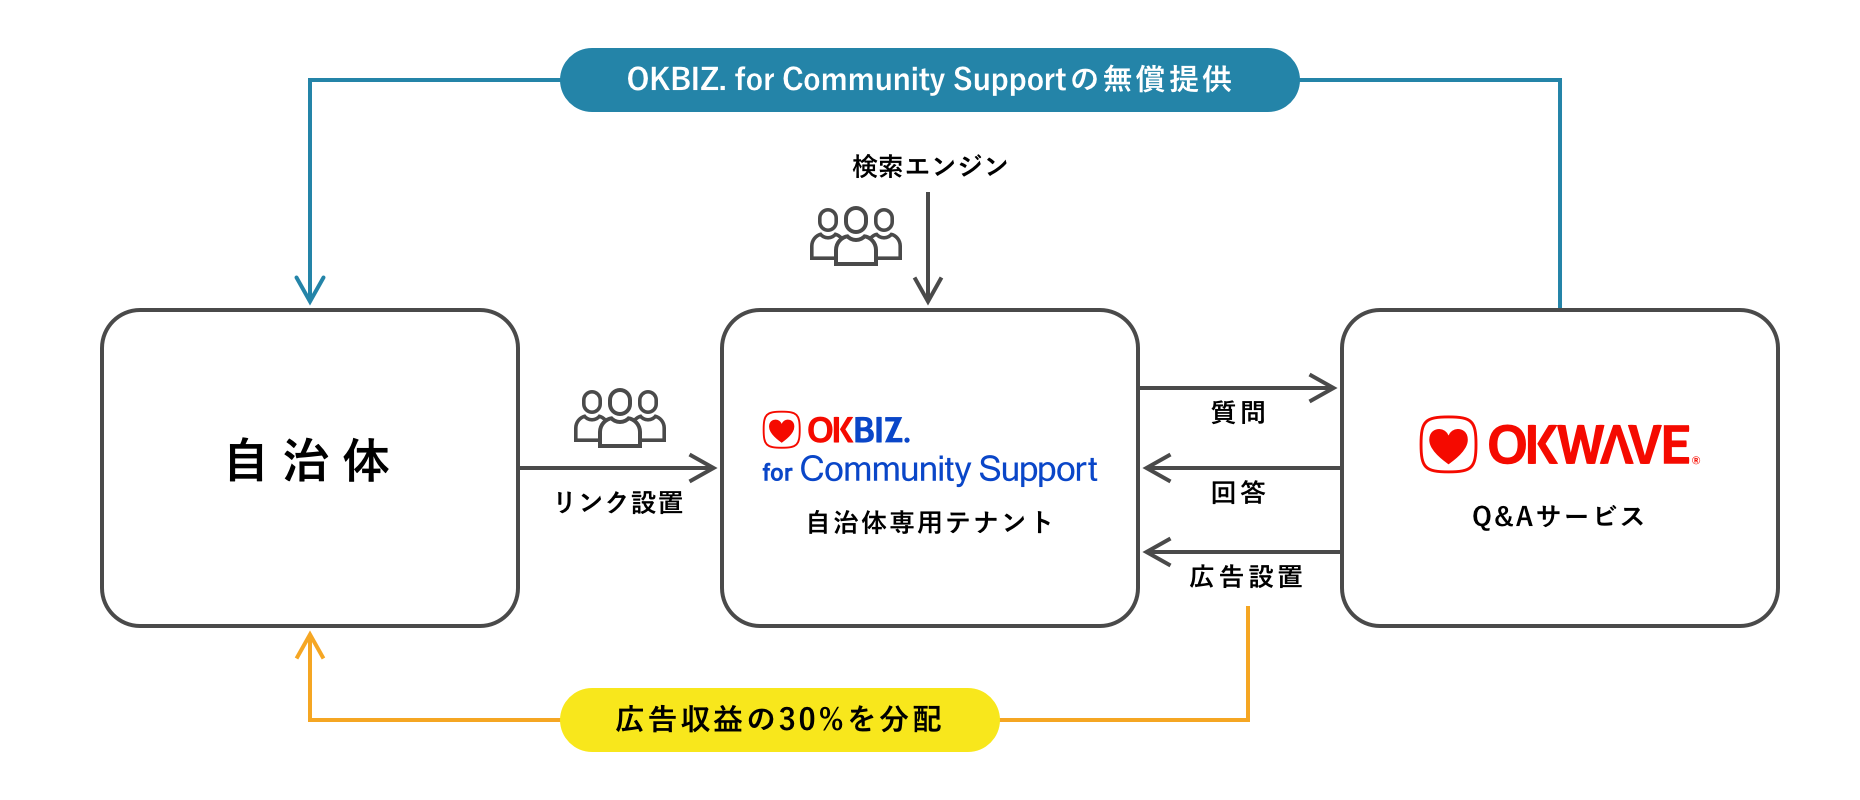 OKBIZ. for Community Supportの無償提供
検索エンジン
自治体
リンク設置
OKBIZ.
for Community Support
自治体専用テナント
質問
回答
広告設置
OKWAVE®
Q&Aサービス
広告収益の30%を分配